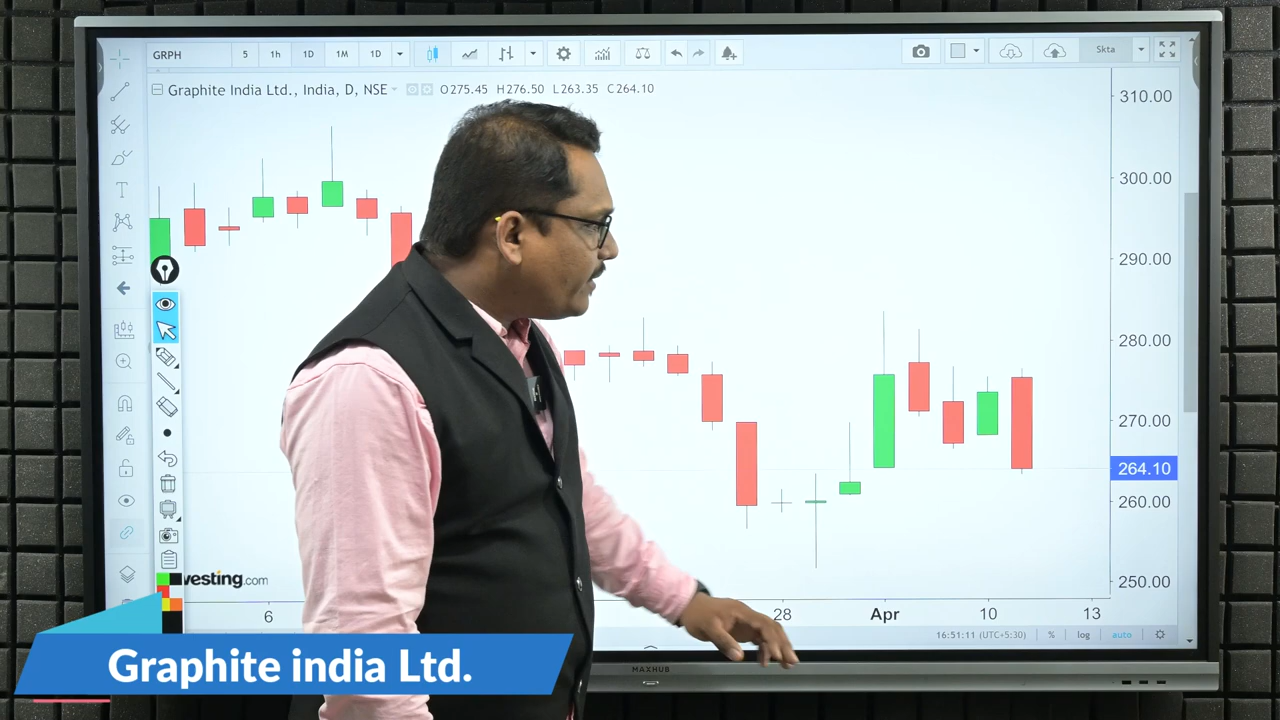 GRPH 5 1h 1D 1M 1D Skta
Graphite India Ltd., India, D, NSE O275.45 H276.50 L263.35 C264.10
310.00
300.00
290.00
280.00
270.00
264.10
260.00
250.00
T
vesting.com
6 28 Apr 10 13
16:51:11 (UTC+5:30) % log auto
MAXHUB
Graphite india Ltd.